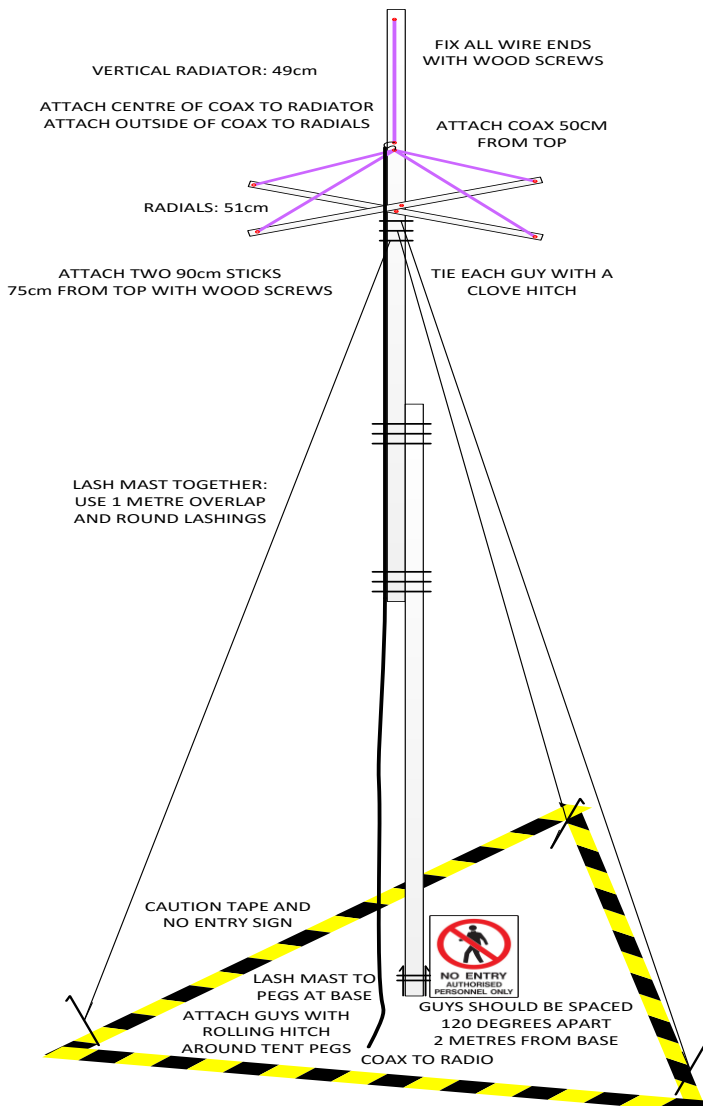 FIX ALL WIRE ENDS
WITH WOOD SCREWS
VERTICAL RADIATOR: 49cm
ATTACH CENTRE OF COAX TO RADIATOR
ATTACH OUTSIDE OF COAX TO RADIALS
ATTACH COAX 50CM
FROM TOP
RADIALS: 51cm
ATTACH TWO 90cm STICKS
75cm FROM TOP WITH WOOD SCREWS
TIE EACH GUY WITH A
CLOVE HITCH
LASH MAST TOGETHER:
USE 1 METRE OVERLAP
AND ROUND LASHINGS
CAUTION TAPE AND
NO ENTRY SIGN
NO ENTRY
AUTHORISED
PERSONNEL ONLY
LASH MAST TO
PEGS AT BASE
ATTACH GUYS WITH
ROLLING HITCH
AROUND TENT PEGS
GUYS SHOULD BE SPACED
120 DEGREES APART
2 METRES FROM BASE
COAX TO RADIO